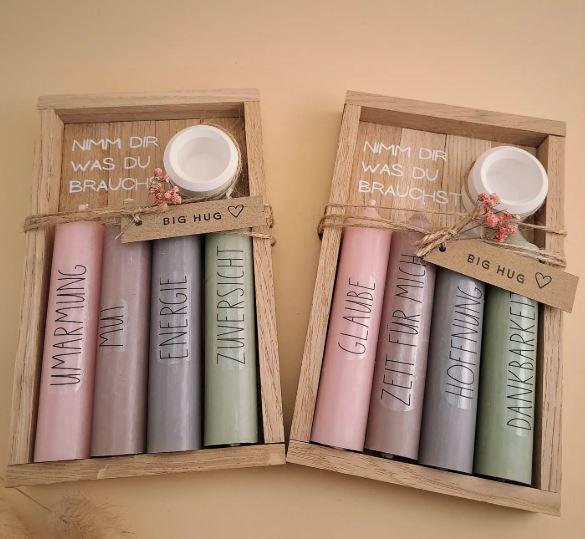 NIMM DIR
WAS DU
BRAUCHST
BIG HUG
UMARMUNG
MUT
ENERGIE
ZUVERSICHT
NIMM DIR
WAS DU
BRAUCHST
BIG HUG
GLAUBE
ZEIT FÜR MICH
HOFFNUNG
DANKBARKEIT